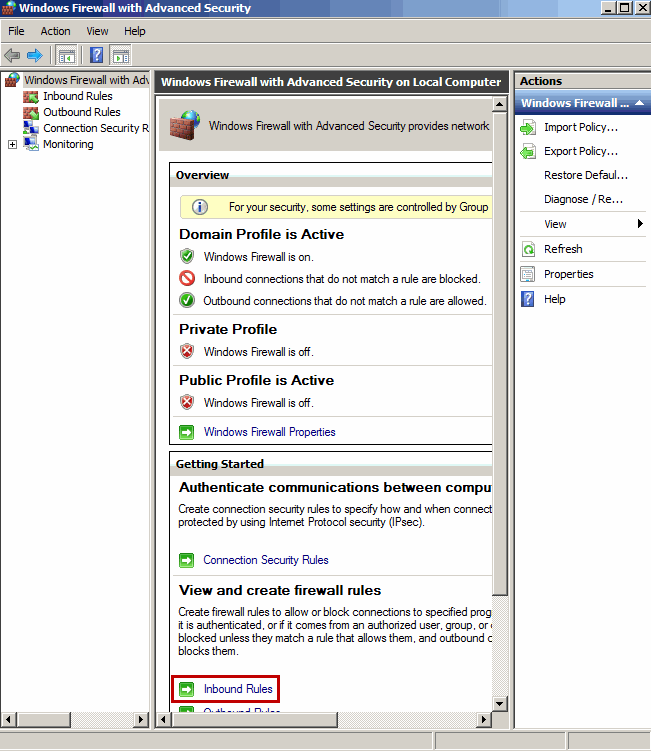 Windows Firewall with Advanced Security
File Action View Help
Windows Firewall with Adv
Inbound Rules
Outbound Rules
Connection Security R
Monitoring
Windows Firewall with Advanced Security on Local Computer
Windows Firewall with Advanced Security provides network
Overview
For your security, some settings are controlled by Group
Domain Profile is Active
Windows Firewall is on.
Inbound connections that do not match a rule are blocked.
Outbound connections that do not match a rule are allowed.
Private Profile
Windows Firewall is off.
Public Profile is Active
Windows Firewall is off.
Windows Firewall Properties
Getting Started
Authenticate communications between compu
Create connection security rules to specify how and when connect
protected by using Internet Protocol security (IPsec).
Connection Security Rules
View and create firewall rules
Create firewall rules to allow or block connections to specified prog
it is authenticated, or if it comes from an authorized user, group, or
blocked unless they match a rule that allows them, and outbound c
blocks them.
Inbound Rules
Outbound Rules
Actions
Windows Firewall ...
Import Policy...
Export Policy...
Restore Defaul...
Diagnose / Re...
View
Refresh
Properties
Help